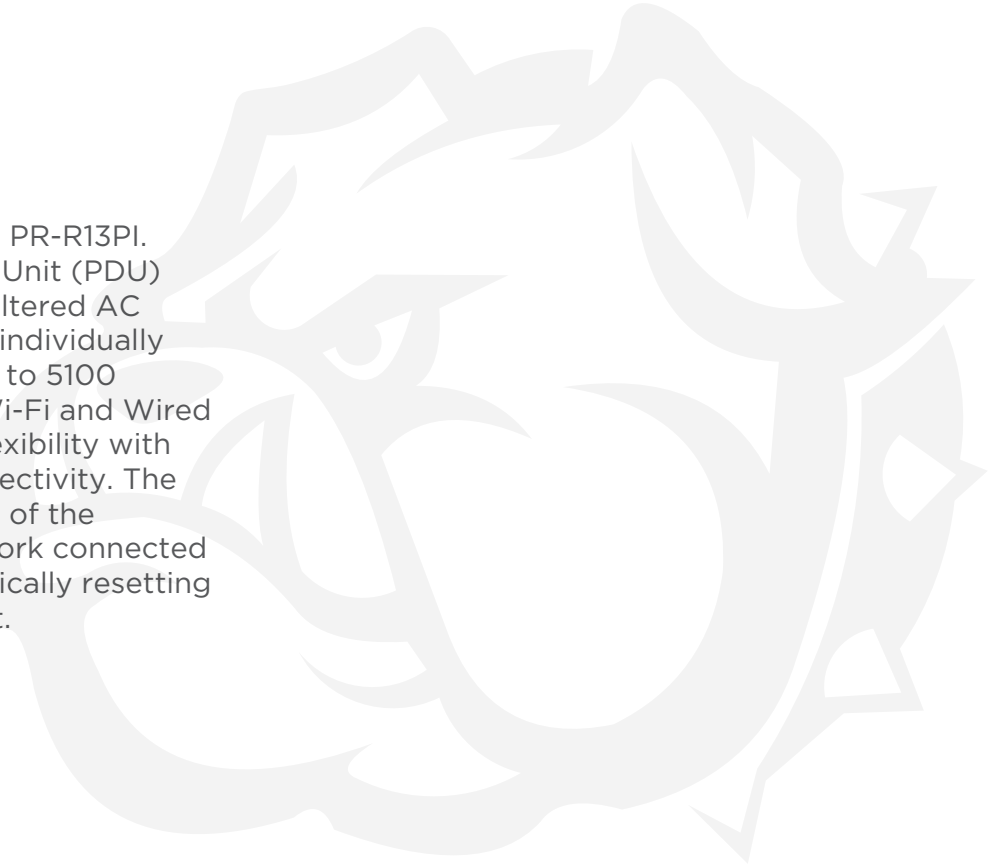 PR-R13PI.
Unit (PDU)
ltered AC
individually
to 5100
i-Fi and Wired
exibility with
ectivity. The
of the
ork connected
ically resetting